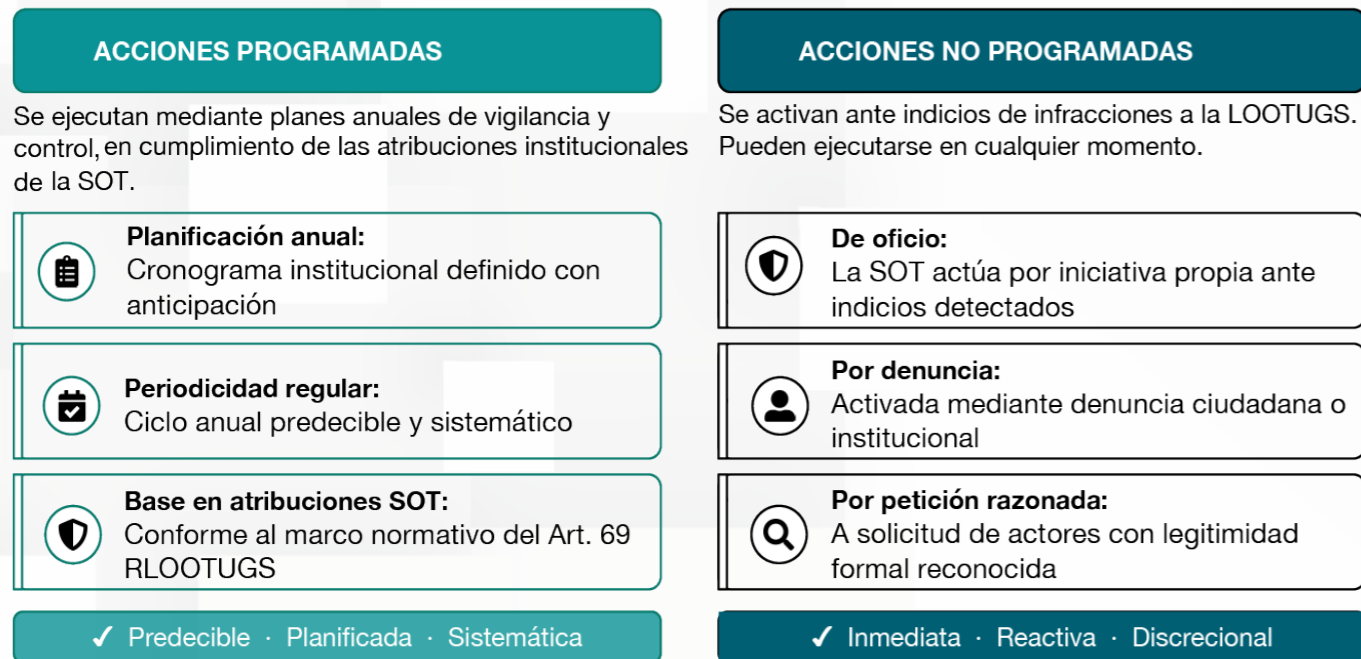 ACCIONES PROGRAMADAS
Se ejecutan mediante planes anuales de vigilancia y
control, en cumplimiento de las atribuciones institucionales
de la SOT.
Planificación anual:
Cronograma institucional definido con
anticipación
Periodicidad regular:
Ciclo anual predecible y sistemático
Base en atribuciones SOT:
Conforme al marco normativo del Art. 69
RLOOTUGS
✓ Predecible · Planificada · Sistemática
ACCIONES NO PROGRAMADAS
Se activan ante indicios de infracciones a la LOOTUGS.
Pueden ejecutarse en cualquier momento.
De oficio:
La SOT actúa por iniciativa propia ante
indicios detectados
Por denuncia:
Activada mediante denuncia ciudadana o
institucional
Por petición razonada:
A solicitud de actores con legitimidad
formal reconocida
✓ Inmediata · Reactiva · Discrecional